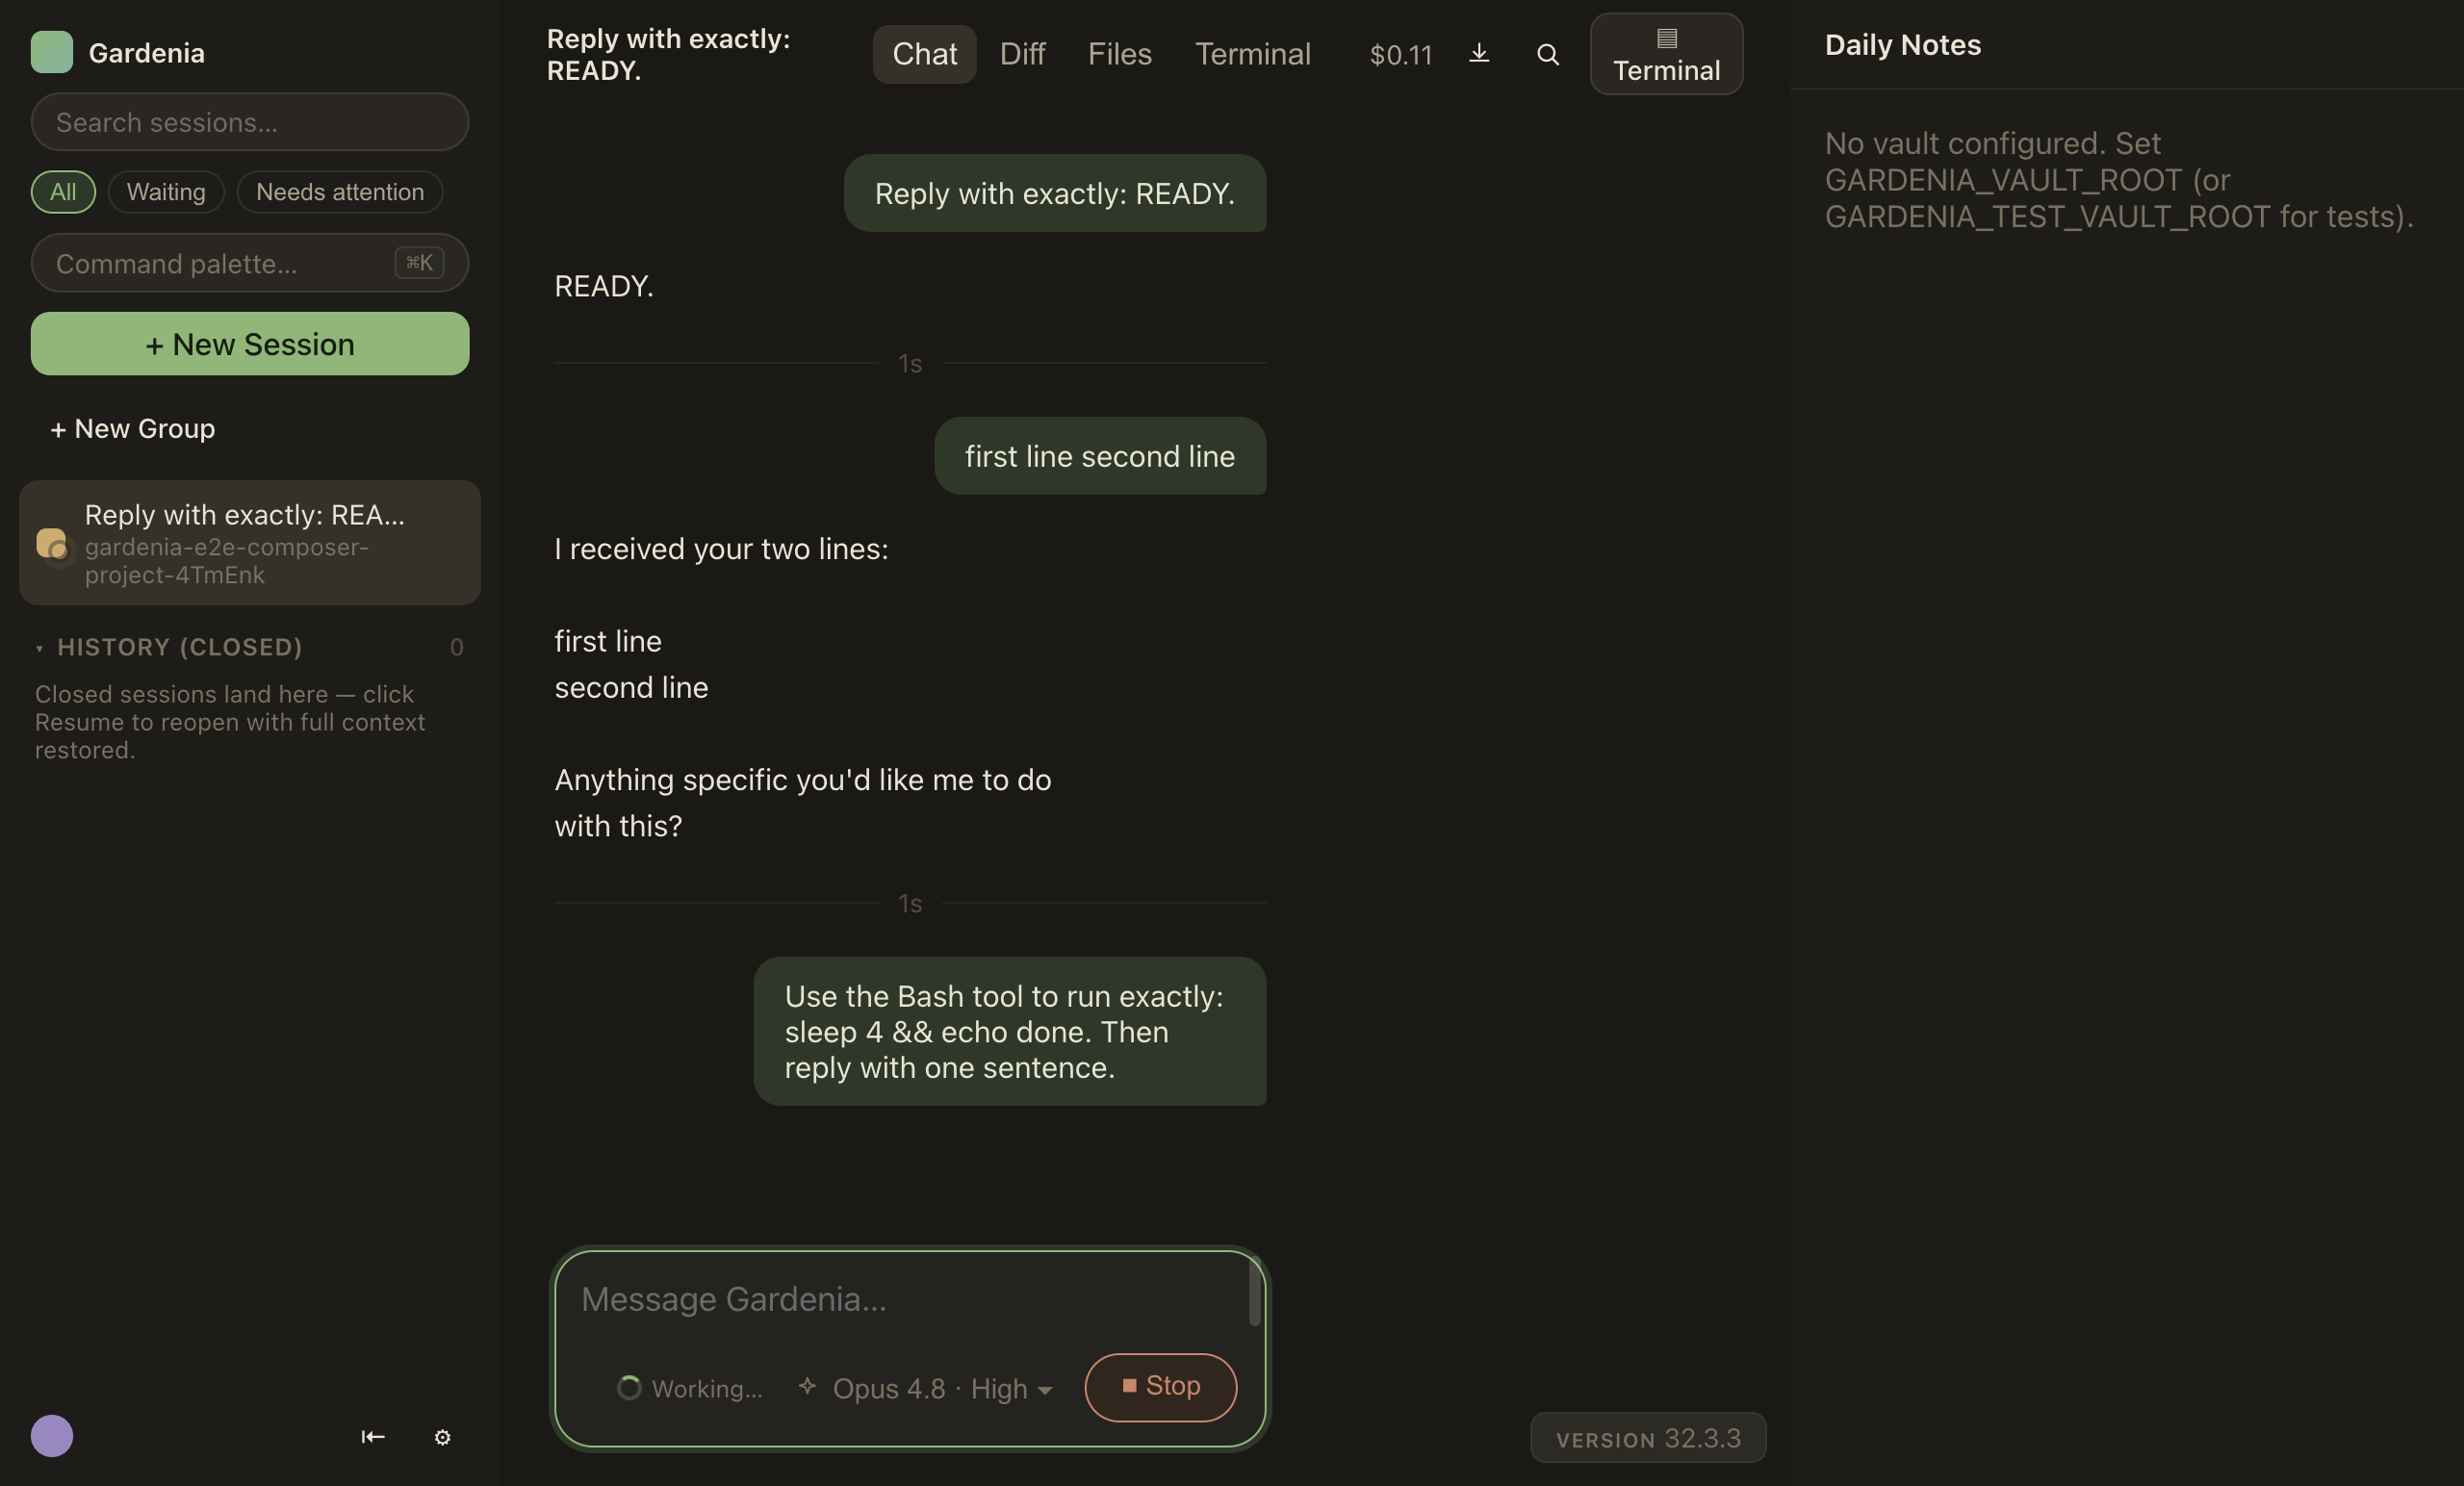 Gardenia
Search sessions...
All
Waiting
Needs attention
Command palette...
⌘K
+ New Session
+ New Group
Reply with exactly: REA...
gardenia-e2e-composer-
project-4TmEnk
HISTORY (CLOSED)
0
Closed sessions land here — click
Resume to reopen with full context
restored.
Reply with exactly:
READY.
Chat
Diff
Files
Terminal
$0.11
Terminal
Reply with exactly: READY.
READY.
1s
first line second line
I received your two lines:
first line
second line
Anything specific you'd like me to do
with this?
1s
Use the Bash tool to run exactly:
sleep 4 && echo done. Then
reply with one sentence.
Message Gardenia...
Working...
Opus 4.8 · High
Stop
VERSION 32.3.3
Daily Notes
No vault configured. Set
GARDENIA_VAULT_ROOT (or
GARDENIA_TEST_VAULT_ROOT for tests).